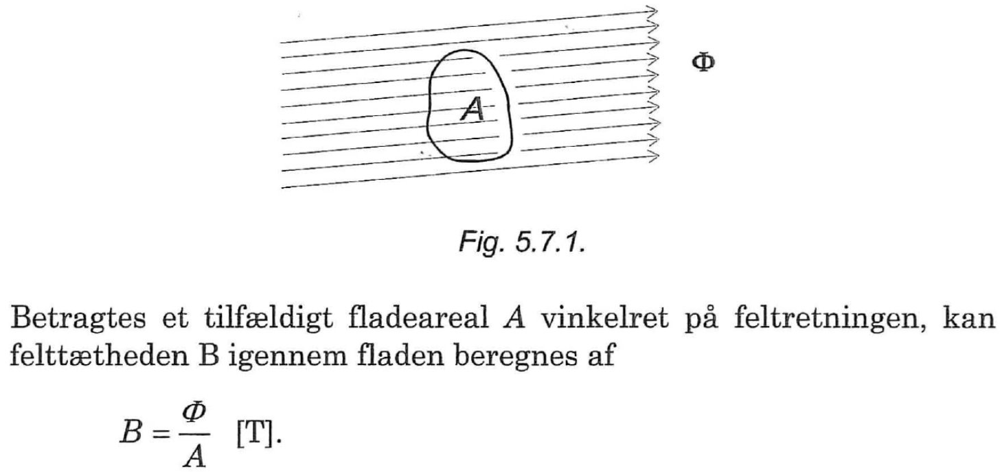 Φ
A
Fig. 5.7.1.
Betragtes et tilfældigt fladeareal A vinkelret på feltretningen, kan
felttætheden B igennem fladen beregnes af
B = Φ / A [T].